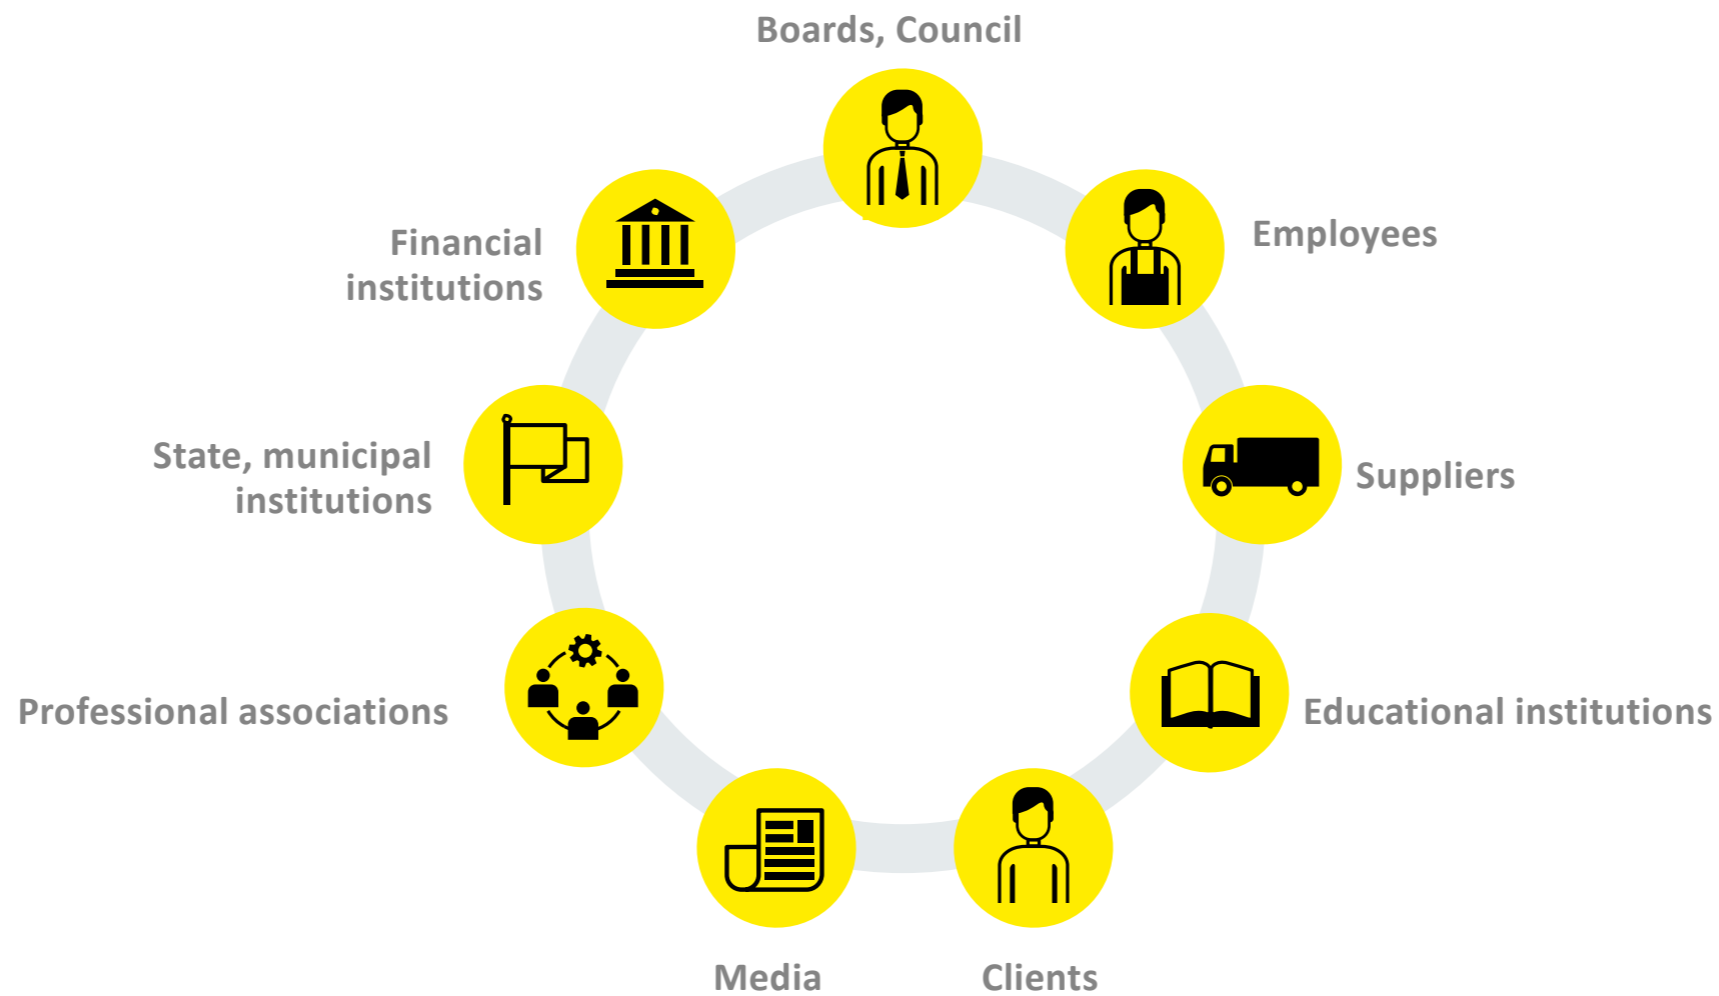 Boards, Council
Employees
Financial
institutions
State, municipal
institutions
Suppliers
Professional associations
Educational institutions
Media
Clients